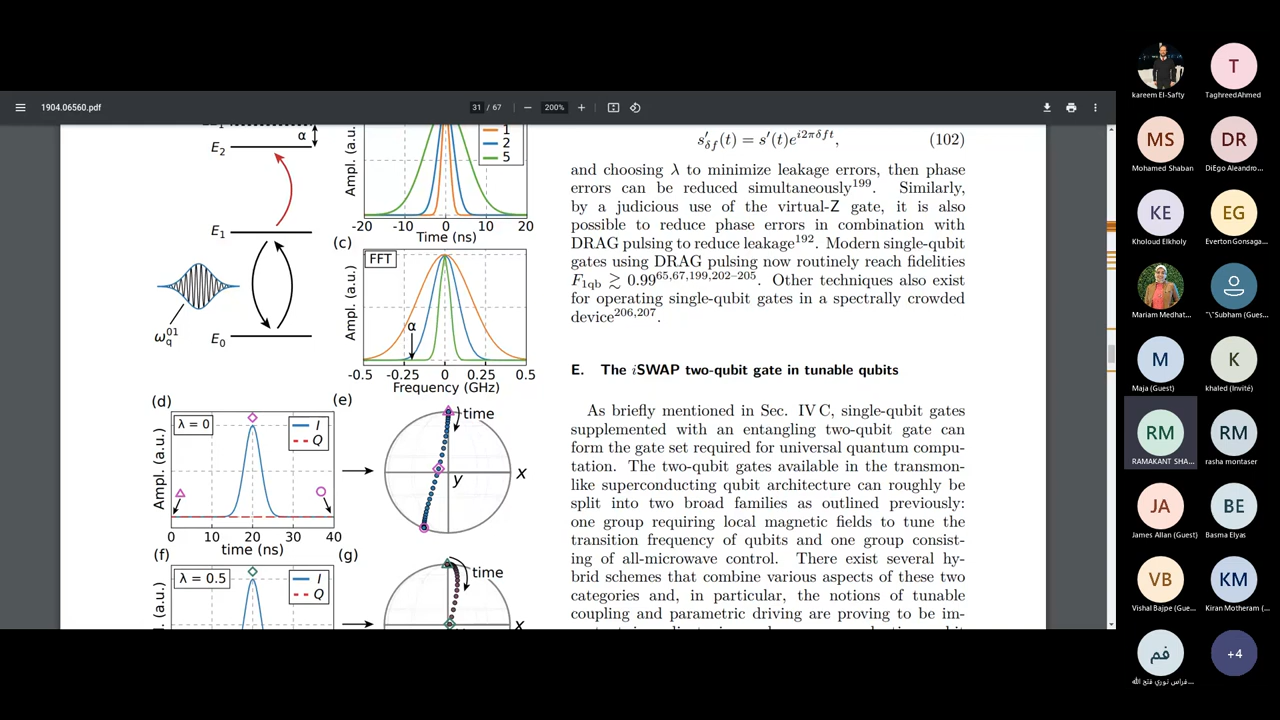 1904.06560.pdf
31 / 67
200%
α
E2
E1
E0
ωq01
Ampl. (a.u.)
1
2
5
-20 -10 0 10 20
Time (ns)
(c)
FFT
Ampl. (a.u.)
α
-0.5 -0.25 0 0.25 0.5
Frequency (GHz)
(d)
λ = 0
I
Q
Ampl. (a.u.)
0 10 20 30 40
time (ns)
(e)
time
x
y
(f)
λ = 0.5
I
Q
(a.u.)
(g)
time
x
s′δf(t) = s′(t)e^{i2πδft}, (102)
and choosing λ to minimize leakage errors, then phase
errors can be reduced simultaneously199. Similarly,
by a judicious use of the virtual-Z gate, it is also
possible to reduce phase errors in combination with
DRAG pulsing to reduce leakage192. Modern single-qubit
gates using DRAG pulsing now routinely reach fidelities
F1qb ≳ 0.9965,67,199,202–205. Other techniques also exist
for operating single-qubit gates in a spectrally crowded
device206,207.
E. The iSWAP two-qubit gate in tunable qubits
As briefly mentioned in Sec. IV C, single-qubit gates
supplemented with an entangling two-qubit gate can
form the gate set required for universal quantum compu-
tation. The two-qubit gates available in the transmon-
like superconducting qubit architecture can roughly be
split into two broad families as outlined previously:
one group requiring local magnetic fields to tune the
transition frequency of qubits and one group consist-
ing of all-microwave control. There exist several hy-
brid schemes that combine various aspects of these two
categories and, in particular, the notions of tunable
coupling and parametric driving are proving to be im-
kareem El-Safty
T
TaghreedAhmed
MS
Mohamed Shaban
DR
DiEgo Aleandro...
KE
Kholoud Elkholy
EG
Everton Gonsaga...
Mariam Medhat...
"\"Subham (Gues...
M
Maja (Guest)
K
khaled (Invité)
RM
RAMAKANT SHA...
RM
rasha montaser
JA
James Allan (Guest)
BE
Basma Elyas
VB
Vishal Bajpe (Gue...
KM
Kiran Motheram (...
فم
فراس نوري فتح الله...
+4